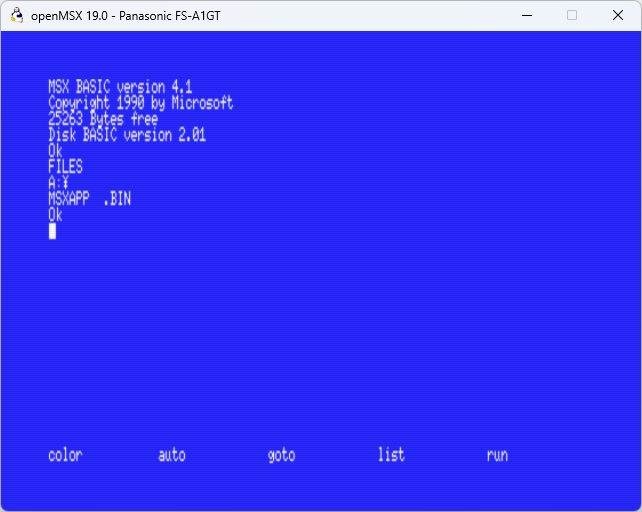 openMSX 19.0 - Panasonic FS-A1GT
MSX BASIC version 4.1
Copyright 1990 by Microsoft
25263 Bytes free
Disk BASIC version 2.01
Ok
FILES
A:¥
MSXAPP  .BIN
Ok
color auto goto list run